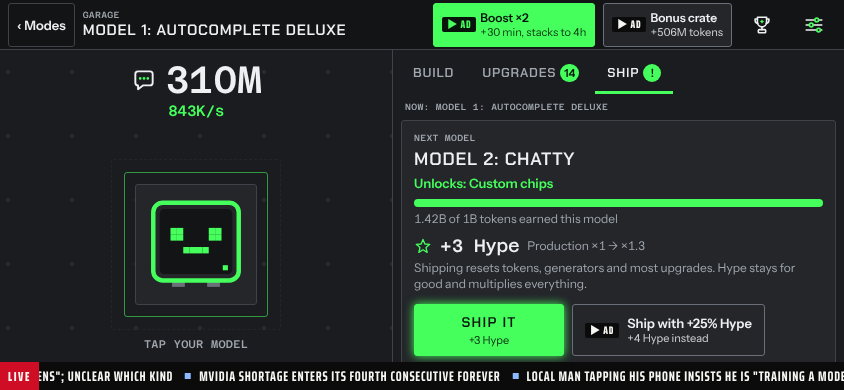 ‹ Modes
GARAGE
MODEL 1: AUTOCOMPLETE DELUXE
AD
Boost ×2
+30 min, stacks to 4h
AD
Bonus crate
+506M tokens
310M
843K/s
TAP YOUR MODEL
BUILD
UPGRADES 14
SHIP !
NOW: MODEL 1: AUTOCOMPLETE DELUXE
NEXT MODEL
MODEL 2: CHATTY
Unlocks: Custom chips
1.42B of 1B tokens earned this model
+3 Hype Production ×1 → ×1.3
Shipping resets tokens, generators and most upgrades. Hype stays for
good and multiplies everything.
SHIP IT
+3 Hype
AD
Ship with +25% Hype
+4 Hype instead
LIVE ENS"; UNCLEAR WHICH KIND ■ MVIDIA SHORTAGE ENTERS ITS FOURTH CONSECUTIVE FOREVER ■ LOCAL MAN TAPPING HIS PHONE INSISTS HE IS "TRAINING A MODE